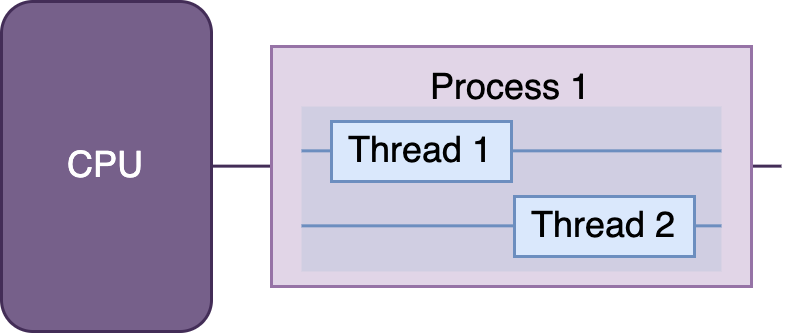 CPU
Process 1
Thread 1
Thread 2